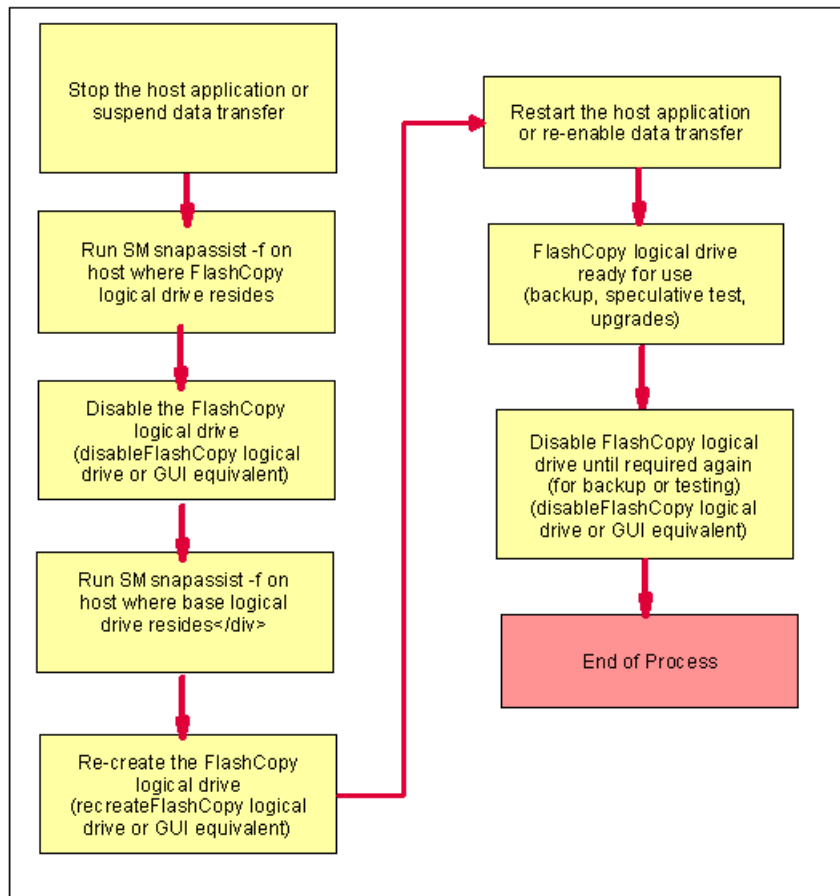 Stop the host application or
suspend data transfer
Run SMsnapassist -f on
host where FlashCopy
logical drive resides
Disable the FlashCopy
logical drive
(disableFlashCopy logical
drive or GUI equivalent)
Run SMsnapassist -f on
host where base logical
drive resides</div>
Re-create the FlashCopy
logical drive
(recreateFlashCopy logical
drive or GUI equivalent)
Restart the host application
or re-enable data transfer
FlashCopy logical drive
ready for use
(backup, speculative test,
upgrades)
Disable FlashCopy logical
drive until required again
(for backup or testing)
(disableFlashCopy logical
drive or GUI equivalent)
End of Process